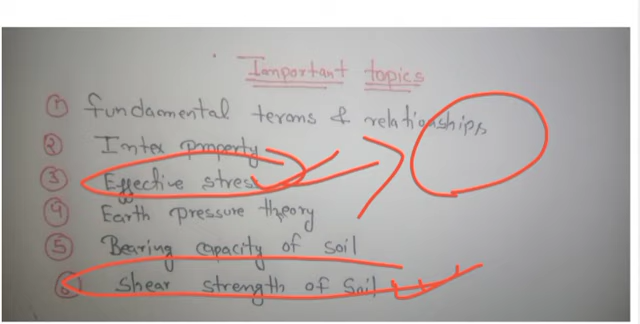 Important topics
① fundamental terms & relationships
② Intex property
③ Effective stress
④ Earth pressure theory
⑤ Bearing capacity of soil
⑥ Shear strength of Soil